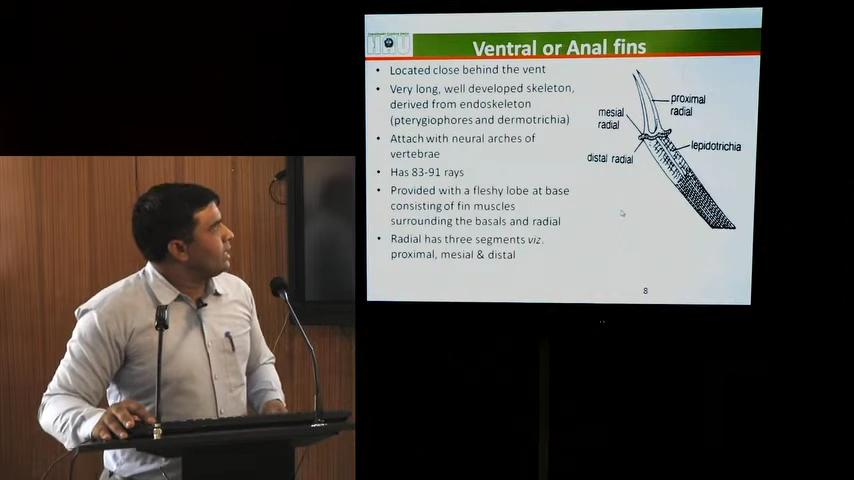 NAU
Ventral or Anal fins
• Located close behind the vent
• Very long, well developed skeleton,
derived from endoskeleton
(pterygiophores and dermotrichia)
• Attach with neural arches of
vertebrae
• Has 83-91 rays
• Provided with a fleshy lobe at base
consisting of fin muscles
surrounding the basals and radial
• Radial has three segments viz.
proximal, mesial & distal
proximal
radial
mesial
radial
lepidotrichia
distal radial
8